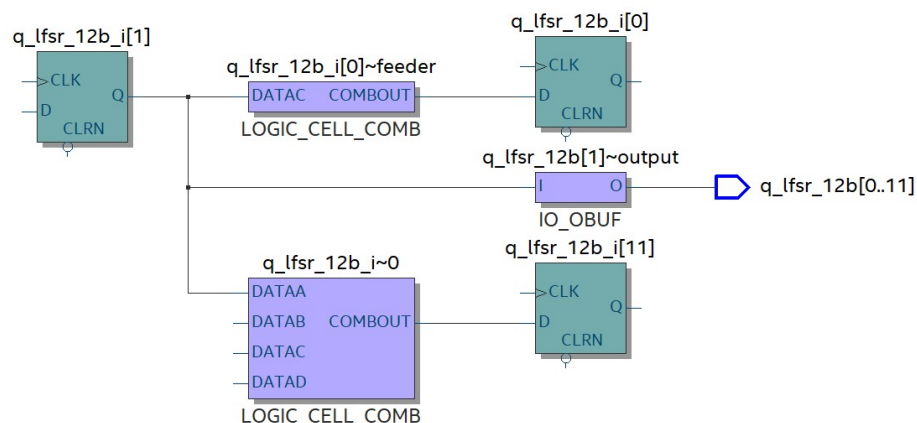 q_lfsr_12b_i[1]
CLK
D
Q
CLRN
q_lfsr_12b_i[0]~feeder
DATAC COMBOUT
LOGIC_CELL_COMB
q_lfsr_12b_i[0]
CLK
D
Q
CLRN
q_lfsr_12b[1]~output
I O
IO_OBUF
q_lfsr_12b[0..11]
q_lfsr_12b_i~0
DATAA
DATAB COMBOUT
DATAC
DATAD
LOGIC_CELL_COMB
q_lfsr_12b_i[11]
CLK
Q
D
CLRN